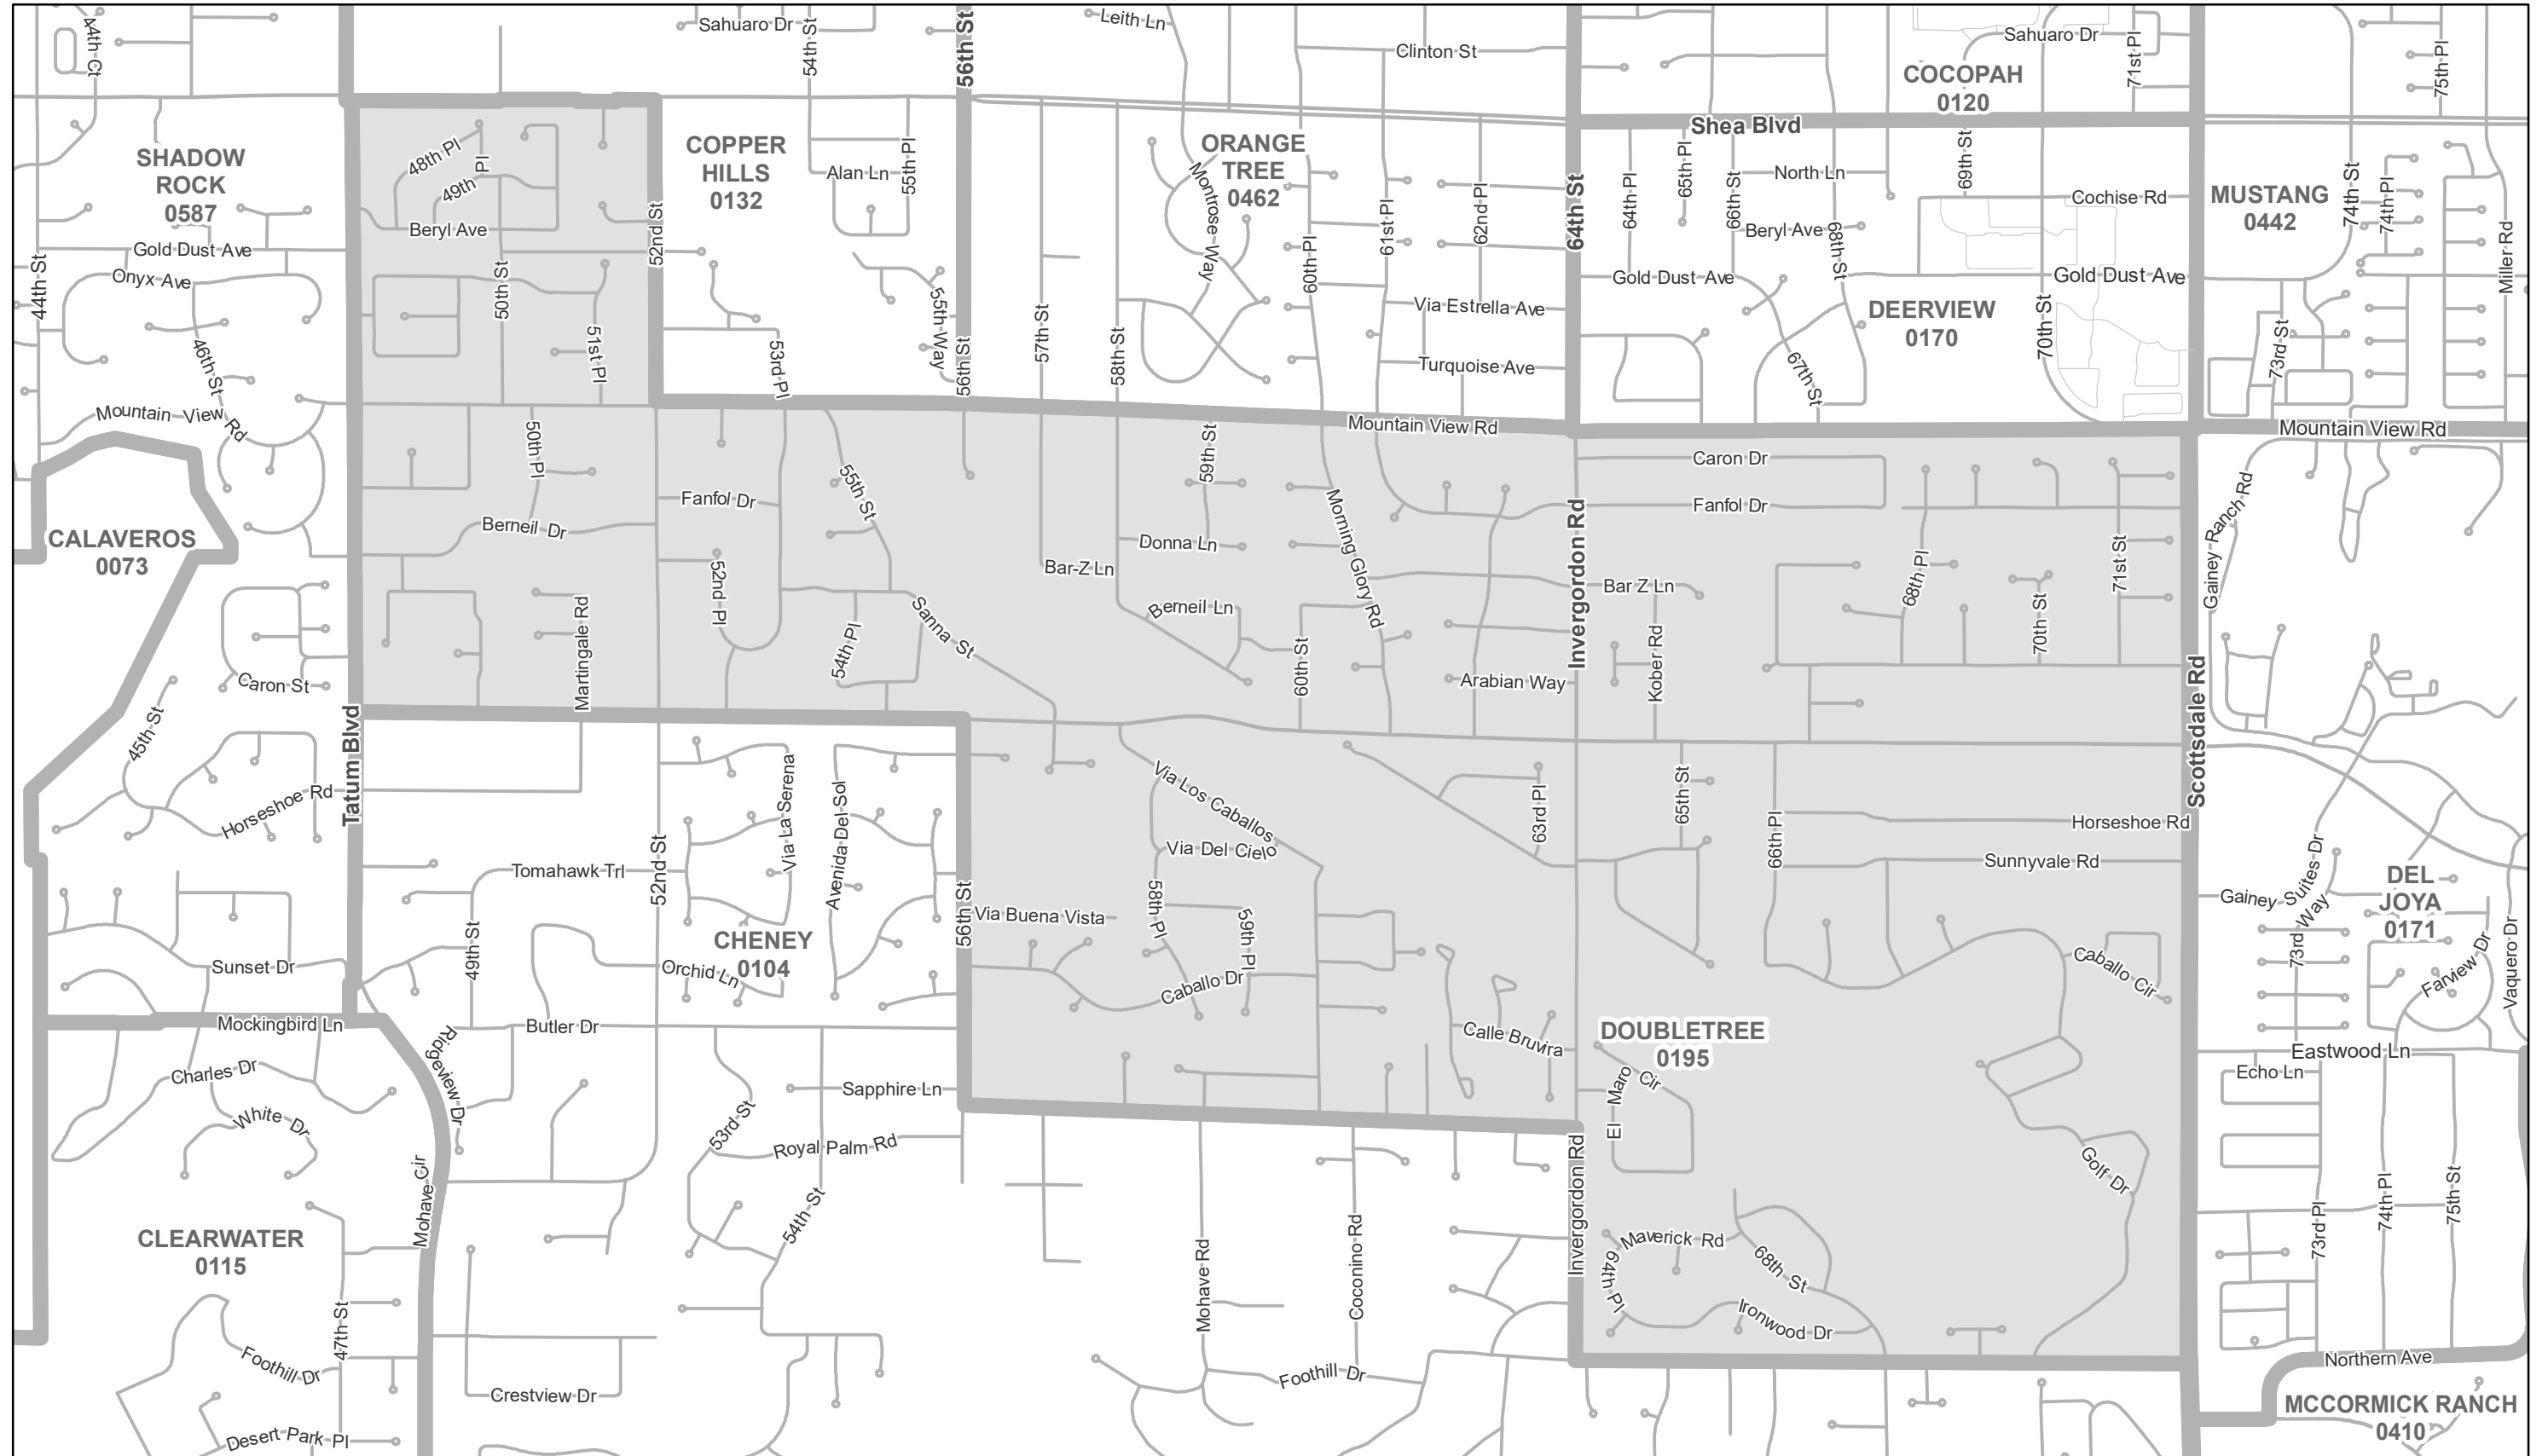 44th Ct
Sahuaro Dr
54th St
56th St
Leith Ln
Clinton St
Sahuaro Dr
71st Pl
75th Pl
COCOPAH
0120
Shea Blvd
SHADOW
ROCK
0587
48th Pl
49th Pl
Beryl Ave
COPPER
HILLS
0132
Alan Ln
55th Pl
52nd St
ORANGE
TREE
0462
Montrose Way
60th Pl
61st Pl
62nd Pl
64th St
64th Pl
65th Pl
66th St
North Ln
Beryl Ave
68th St
69th St
Cochise Rd
MUSTANG
0442
74th St
74th Pl
Miller Rd
Gold Dust Ave
Onyx Ave
44th St
46th St
50th St
51st Pl
53rd Pl
55th Way
56th St
57th St
58th St
Via Estrella Ave
Turquoise Ave
Gold Dust Ave
Gold Dust Ave
DEERVIEW
0170
67th St
70th St
73rd St
Mountain View Rd
Mountain View Rd
Mountain View Rd
CALAVEROS
0073
50th Pl
Berneil Dr
Fanfol Dr
55th St
59th St
Donna Ln
Bar-Z Ln
Berneil Ln
Morning Glory Rd
Invergordon Rd
Caron Dr
Fanfol Dr
Bar Z Ln
Kober Rd
68th Pl
70th St
71st St
Gainey Ranch Rd
Martingale Rd
52nd Pl
54th Pl
Sanna St
60th St
Arabian Way
Caron St
45th St
Horseshoe Rd
Tatum Blvd
Scottsdale Rd
Via La Serena
Avenida Del Sol
Via Los Caballos
Via Del Cielo
63rd Pl
65th St
66th Pl
Horseshoe Rd
Sunnyvale Rd
Tomahawk Trl
52nd St
49th St
56th St
Via Buena Vista
58th Pl
59th Pl
Caballo Dr
CHENEY
0104
Orchid Ln
Sunset Dr
Mockingbird Ln
Butler Dr
Ridgeview Dr
Calle Bruvira
DOUBLETREE
0195
Caballo Cir
Gainey Suites Dr
73rd Way
DEL
JOYA
0171
Farview Dr
Vaquero Dr
Eastwood Ln
Echo Ln
Charles Dr
White Dr
Sapphire Ln
53rd St
Royal Palm Rd
54th St
El Maro Cir
Golf Dr
Mohave Cir
CLEARWATER
0115
47th St
Foothill Dr
Desert Park Pl
Crestview Dr
Mohave Rd
Coconino Rd
Foothill Dr
Invergordon Rd
Maverick Rd
64th Pl
68th St
Ironwood Dr
73rd Pl
74th Pl
75th St
Northern Ave
MCCORMICK RANCH
0410